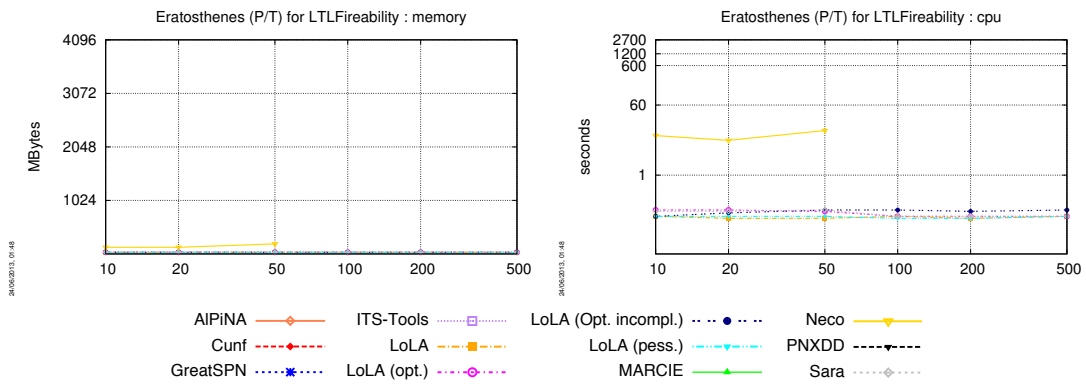 Eratosthenes (P/T) for LTLFireability : memory
4096
3072
2048
1024
MBytes
10 20 50 100 200 500
24/06/2013, 01:48
Eratosthenes (P/T) for LTLFireability : cpu
2700
1200
600
60
1
seconds
10 20 50 100 200 500
24/06/2013, 01:48
AlPiNA ITS-Tools LoLA (Opt. incompl.) Neco
Cunf LoLA LoLA (pess.) PNXDD
GreatSPN LoLA (opt.) MARCIE Sara